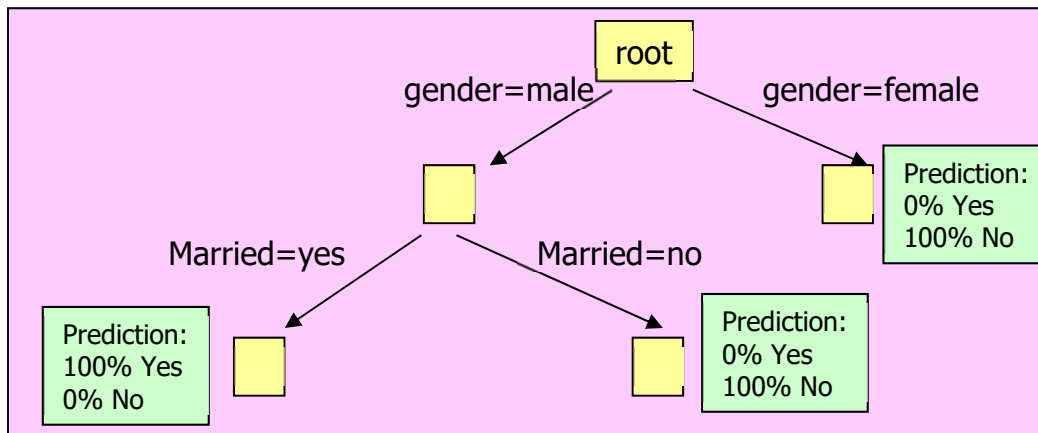 root
gender=male
gender=female
Prediction:
0% Yes
100% No
Married=yes
Married=no
Prediction:
100% Yes
0% No
Prediction:
0% Yes
100% No